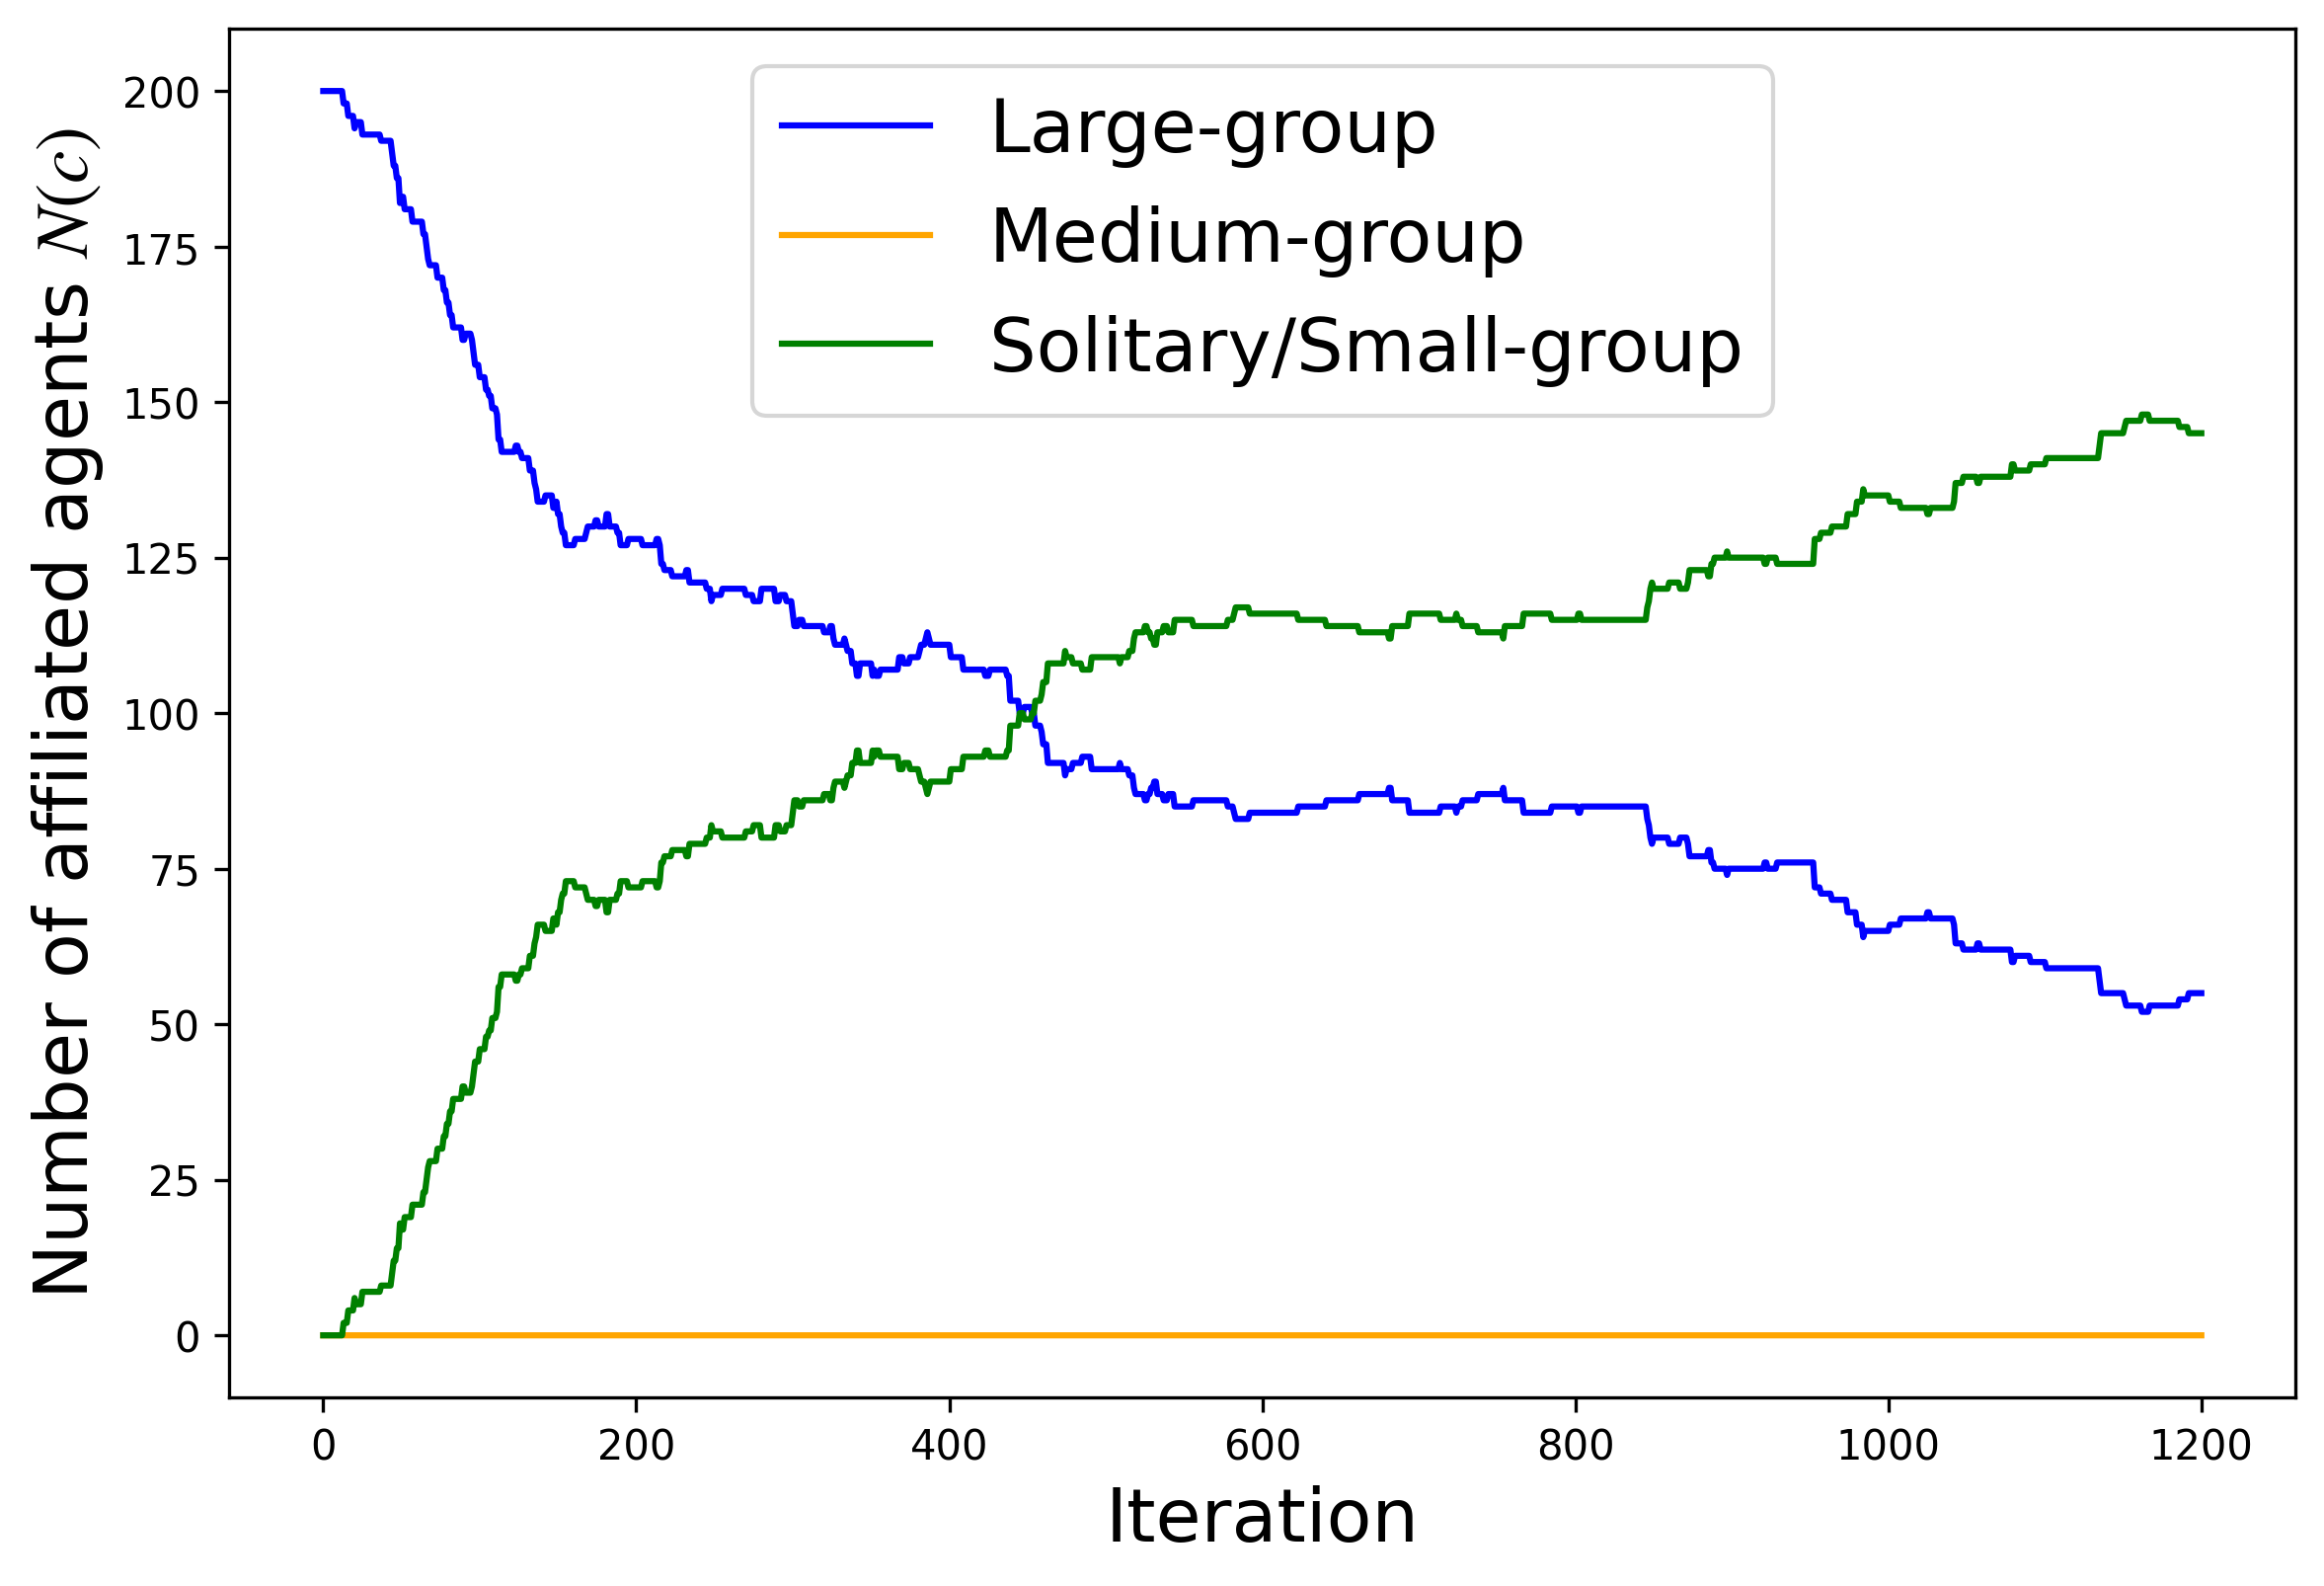 Number of affiliated agents N(c)
200
175
150
125
100
75
50
25
0
Large-group
Medium-group
Solitary/Small-group
0 200 400 600 800 1000 1200
Iteration